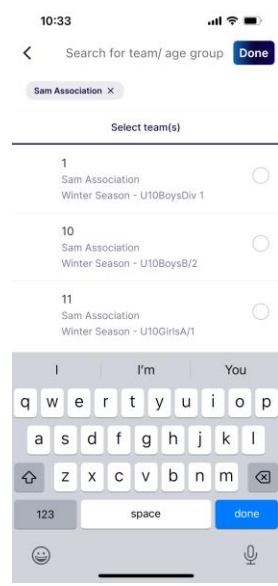 10:33
Search for team/ age group Done
Sam Association ×
Select team(s)
1
Sam Association
Winter Season - U10BoysDiv 1
10
Sam Association
Winter Season - U10BoysB/2
11
Sam Association
Winter Season - U10GirlsA/1
I I'm You
q w e r t y u i o p
a s d f g h j k l
z x c v b n m
123 space done